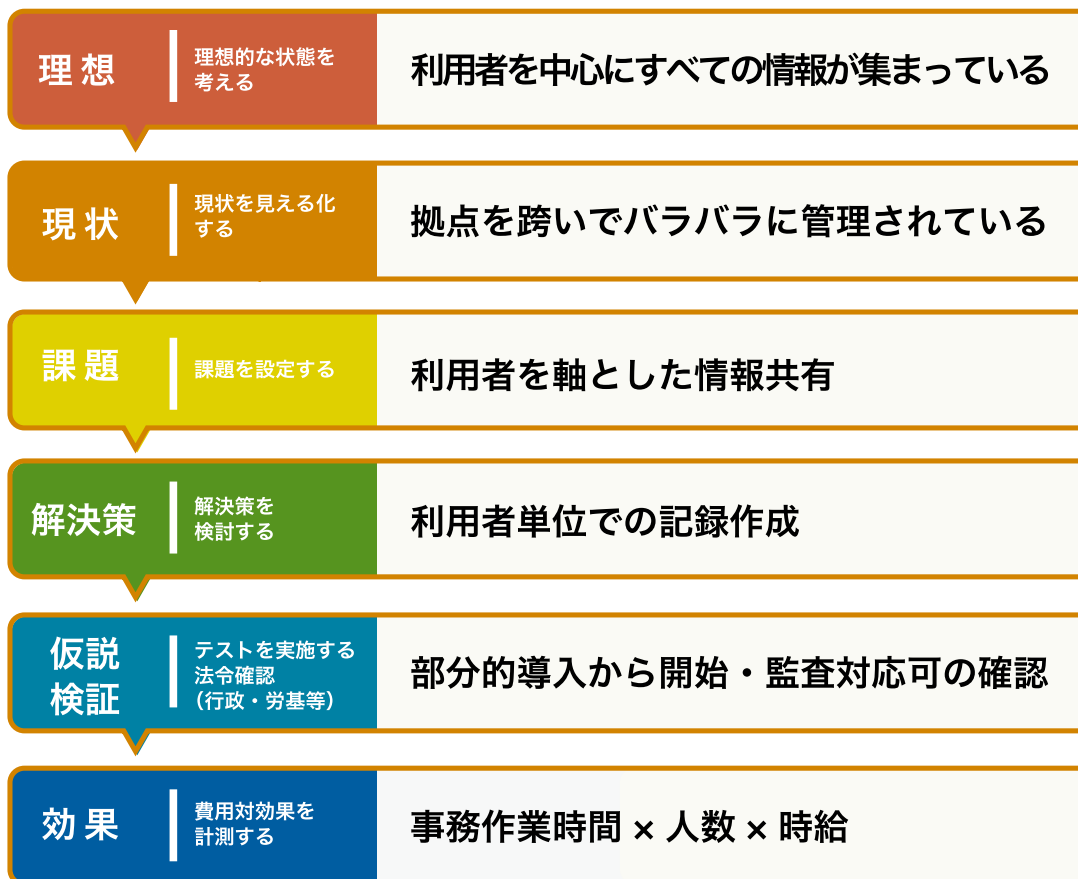 理想
理想的な状態を
考える
利用者を中心にすべての情報が集まっている
現状
現状を見える化
する
拠点を跨いでバラバラに管理されている
課題
課題を設定する
利用者を軸とした情報共有
解決策
解決策を
検討する
利用者単位での記録作成
仮説
検証
テストを実施する
法令確認
（行政・労基等）
部分的導入から開始・監査対応可の確認
効果
費用対効果を
計測する
事務作業時間 × 人数 × 時給